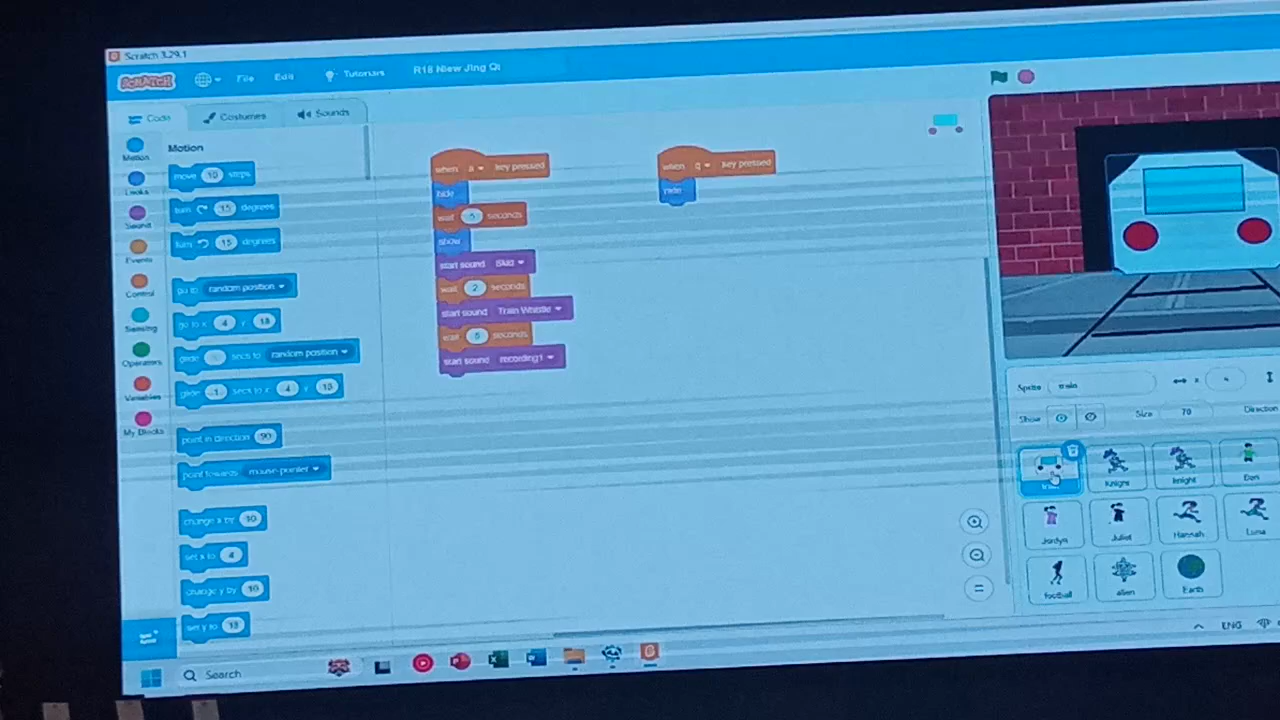 Scratch 3.29.1
SCRATCH File Edit Tutorials R18 Niew Jing Qi
Code Costumes Sounds
Motion
Motion
Looks
Sound
Events
Control
Sensing
Operators
Variables
My Blocks
move 10 steps
turn 15 degrees
turn 15 degrees
go to random position
go to x: 4 y: 18
glide secs to random position
glide 1 secs to x: 4 y: 18
point in direction 90
point towards mouse-pointer
change x by 10
set x to 4
change y by 10
set y to 18
when a key pressed
hide
wait 5 seconds
show
start sound Skid
wait 2 seconds
start sound Train Whistle
wait 5 seconds
start sound recording1
when q key pressed
hide
Sprite train x
Show Size 70 Direction
train knight knight Dan
Jordyn Juliet Hannah Luna
football alien Earth
Search
ENG